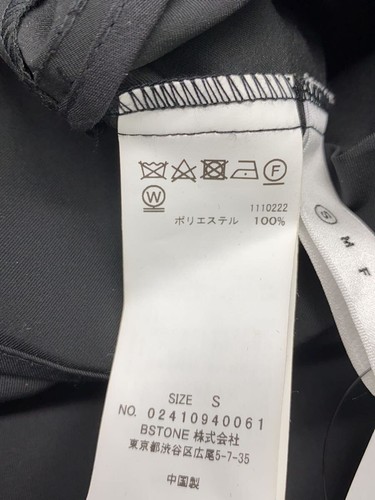 F
W
1110222
ポリエステル 100%
SIZE S
NO. 02410940061
BSTONE 株式会社
東京都渋谷区広尾5-7-35
中国製
S M F